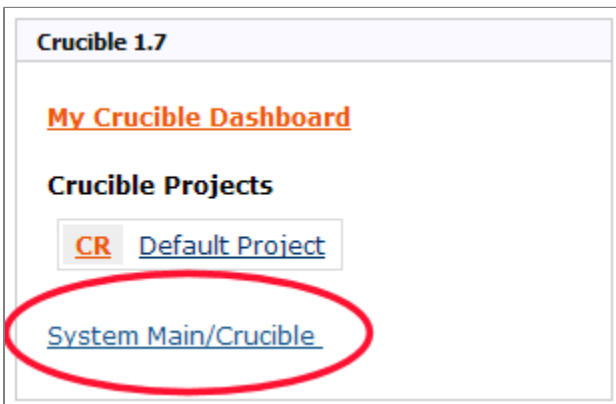 Crucible 1.7
My Crucible Dashboard
Crucible Projects
CR Default Project
System Main/Crucible